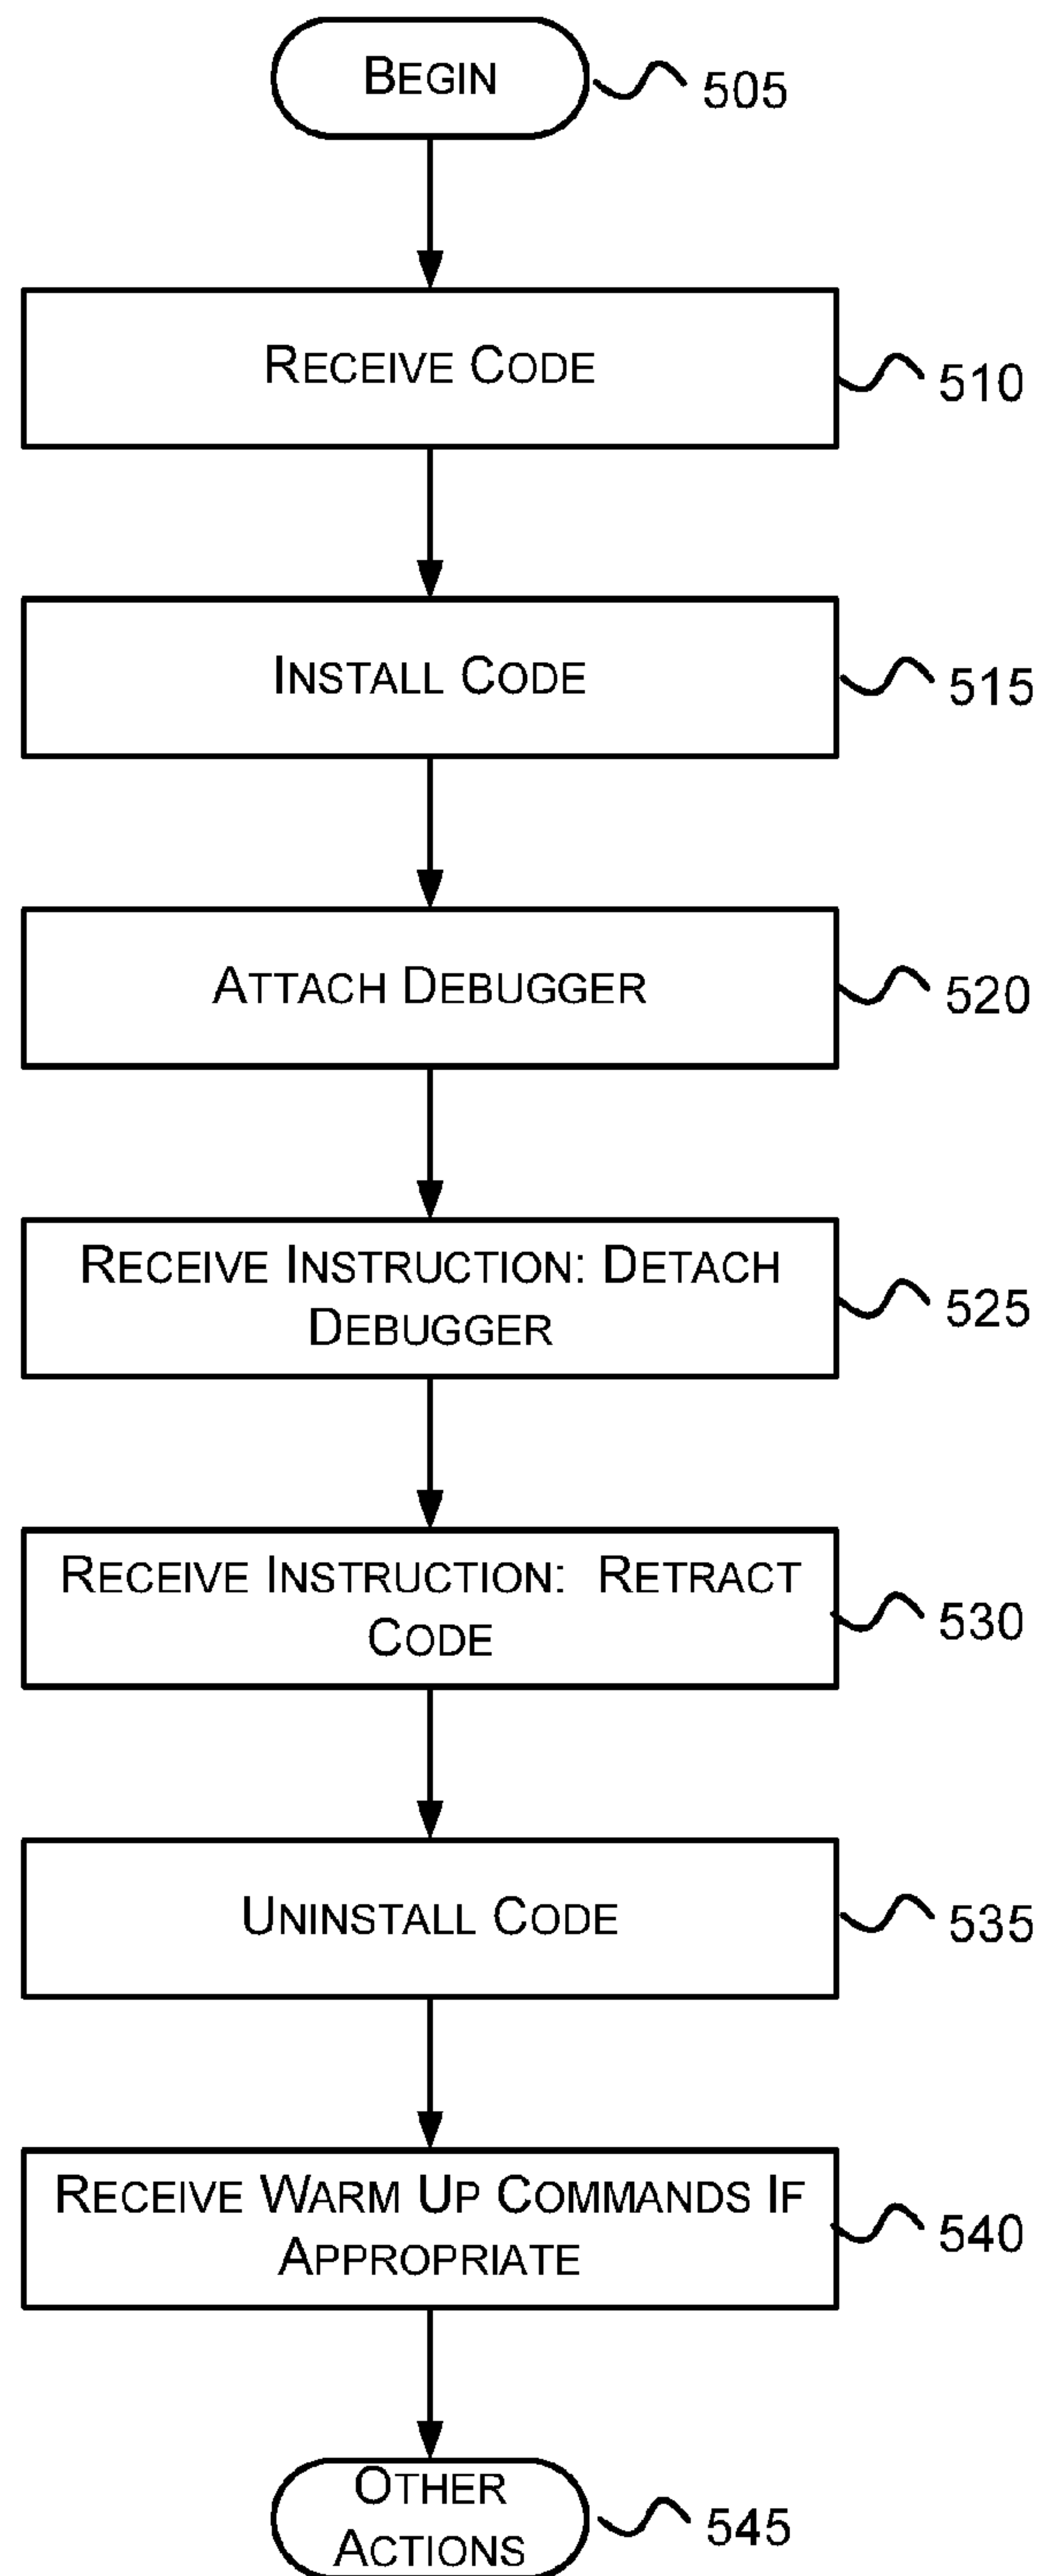 BEGIN
505
RECEIVE CODE
510
INSTALL CODE
515
ATTACH DEBUGGER
520
RECEIVE INSTRUCTION: DETACH
DEBUGGER
525
RECEIVE INSTRUCTION: RETRACT
CODE
530
UNINSTALL CODE
535
RECEIVE WARM UP COMMANDS IF
APPROPRIATE
540
OTHER
ACTIONS
545